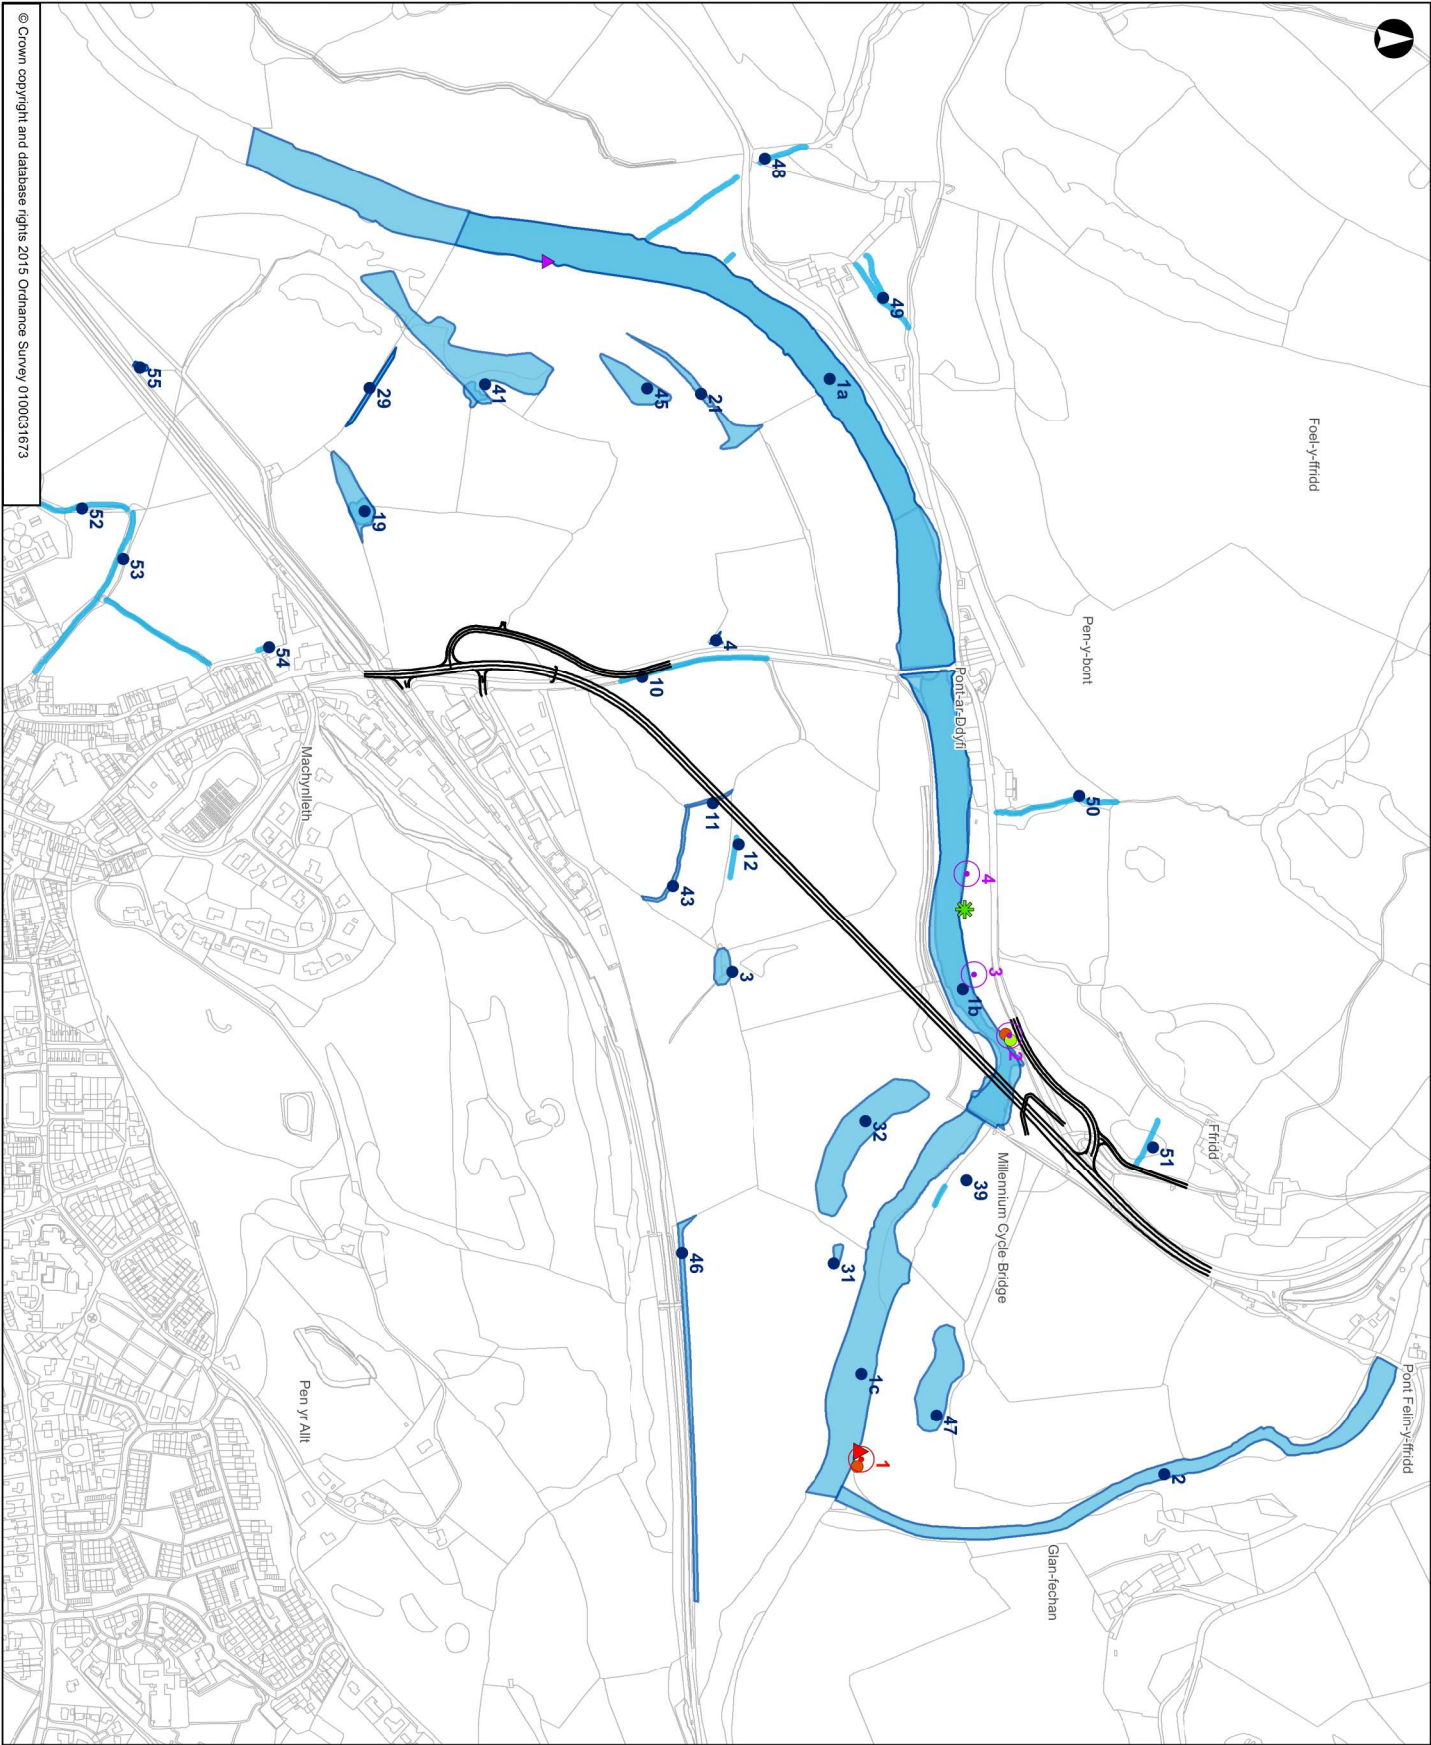 Foel-y-ffridd
Pen-y-bont
Pont-ar-Ddyfi
Ffridd
Millennium Cycle Bridge
Pont Felin-y-ffridd
Glan-fechan
Machynlleth
Pen yr Allt
48
49
1a
21
45
41
29
55
19
52
53
54
4
10
11
12
43
3
50
4
3
1b
2
51
32
39
31
46
1c
47
1
2
© Crown copyright and database rights 2015 Ordnance Survey 0100031673